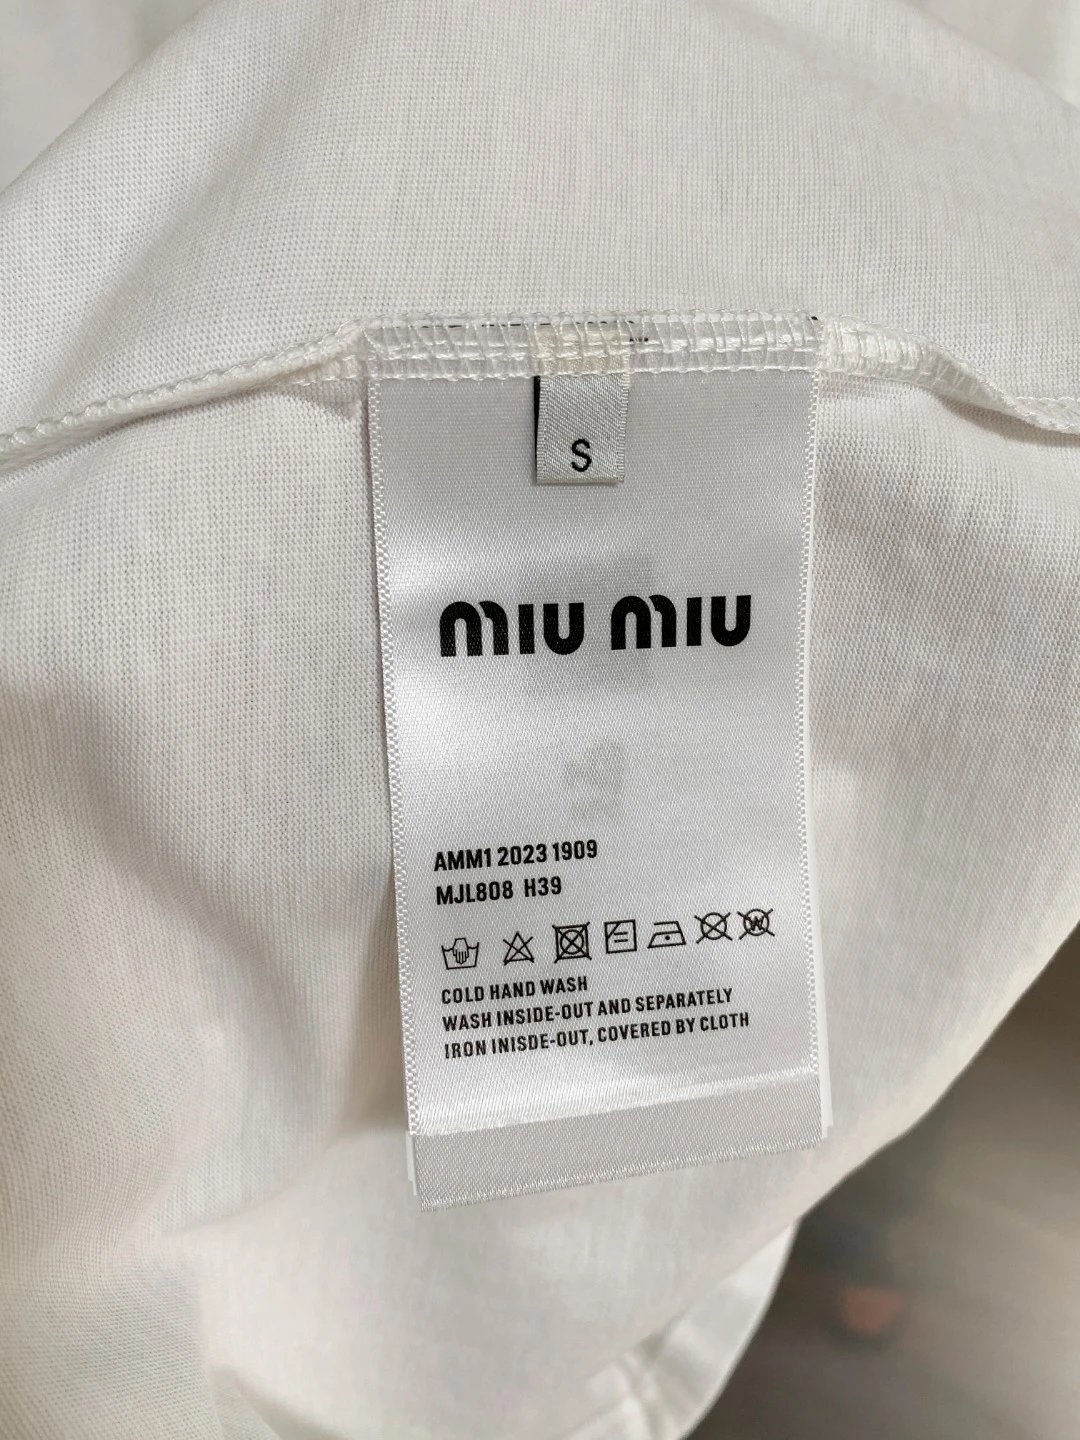 S
miu miu
AMM1 2023 1909
MJL808 H39
COLD HAND WASH
WASH INSIDE-OUT AND SEPARATELY
IRON INISDE-OUT, COVERED BY CLOTH